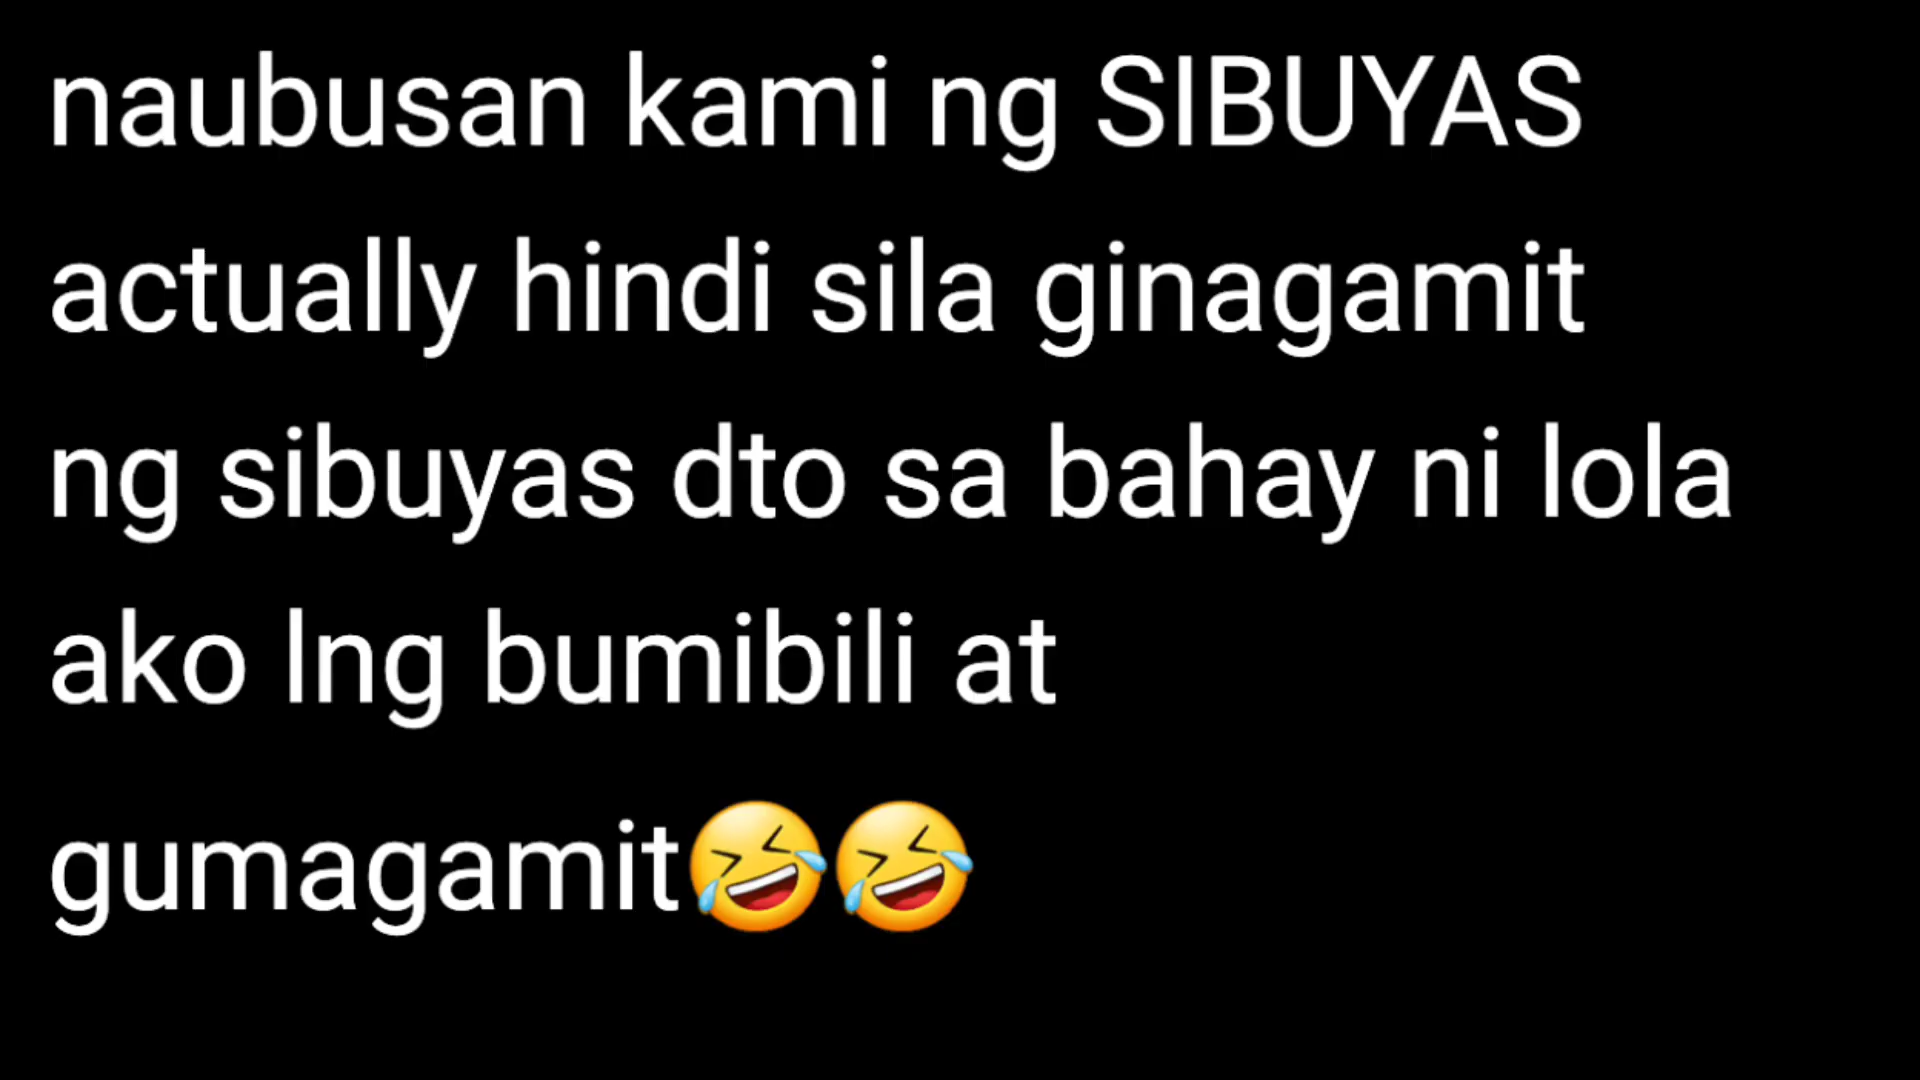 naubusan kami ng SIBUYAS
actually hindi sila ginagamit
ng sibuyas dto sa bahay ni lola
ako lng bumibili at
gumagamit🤣🤣